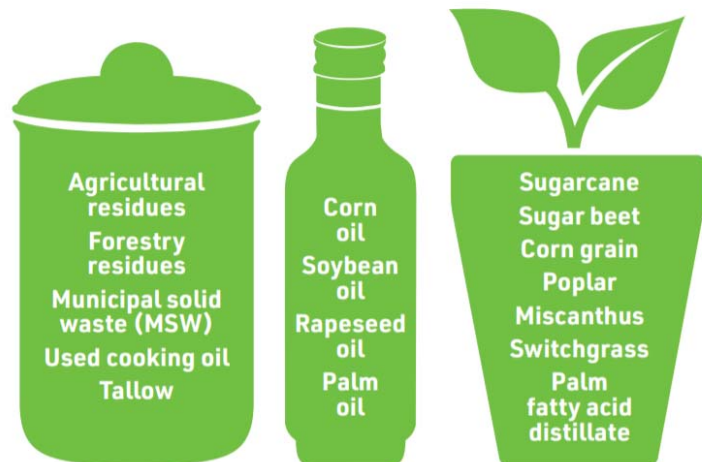 Agricultural
residues
Forestry
residues
Municipal solid
waste (MSW)
Used cooking oil
Tallow
Corn
oil
Soybean
oil
Rapeseed
oil
Palm
oil
Sugarcane
Sugar beet
Corn grain
Poplar
Miscanthus
Switchgrass
Palm
fatty acid
distillate